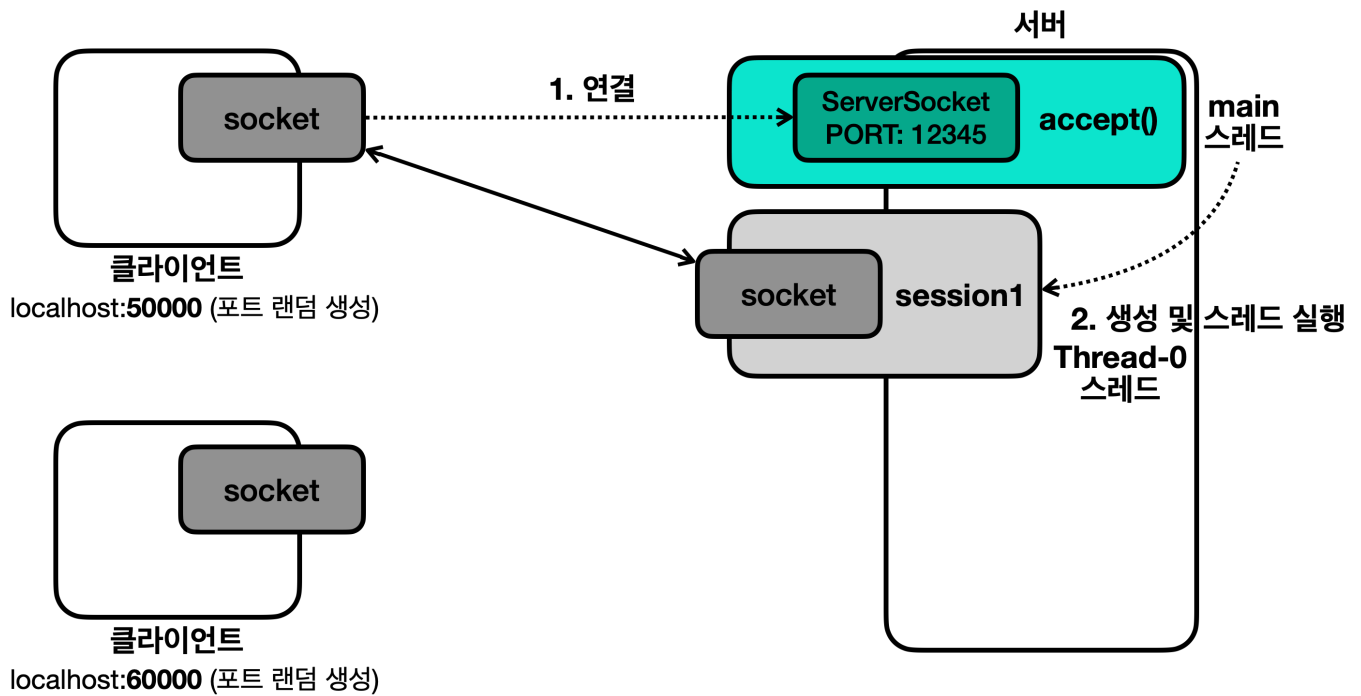 서버
1. 연결
socket
ServerSocket
PORT: 12345
accept()
main
스레드
클라이언트
localhost:50000 (포트 랜덤 생성)
socket
session1
2. 생성 및 스레드 실행
Thread-0
스레드
socket
클라이언트
localhost:60000 (포트 랜덤 생성)